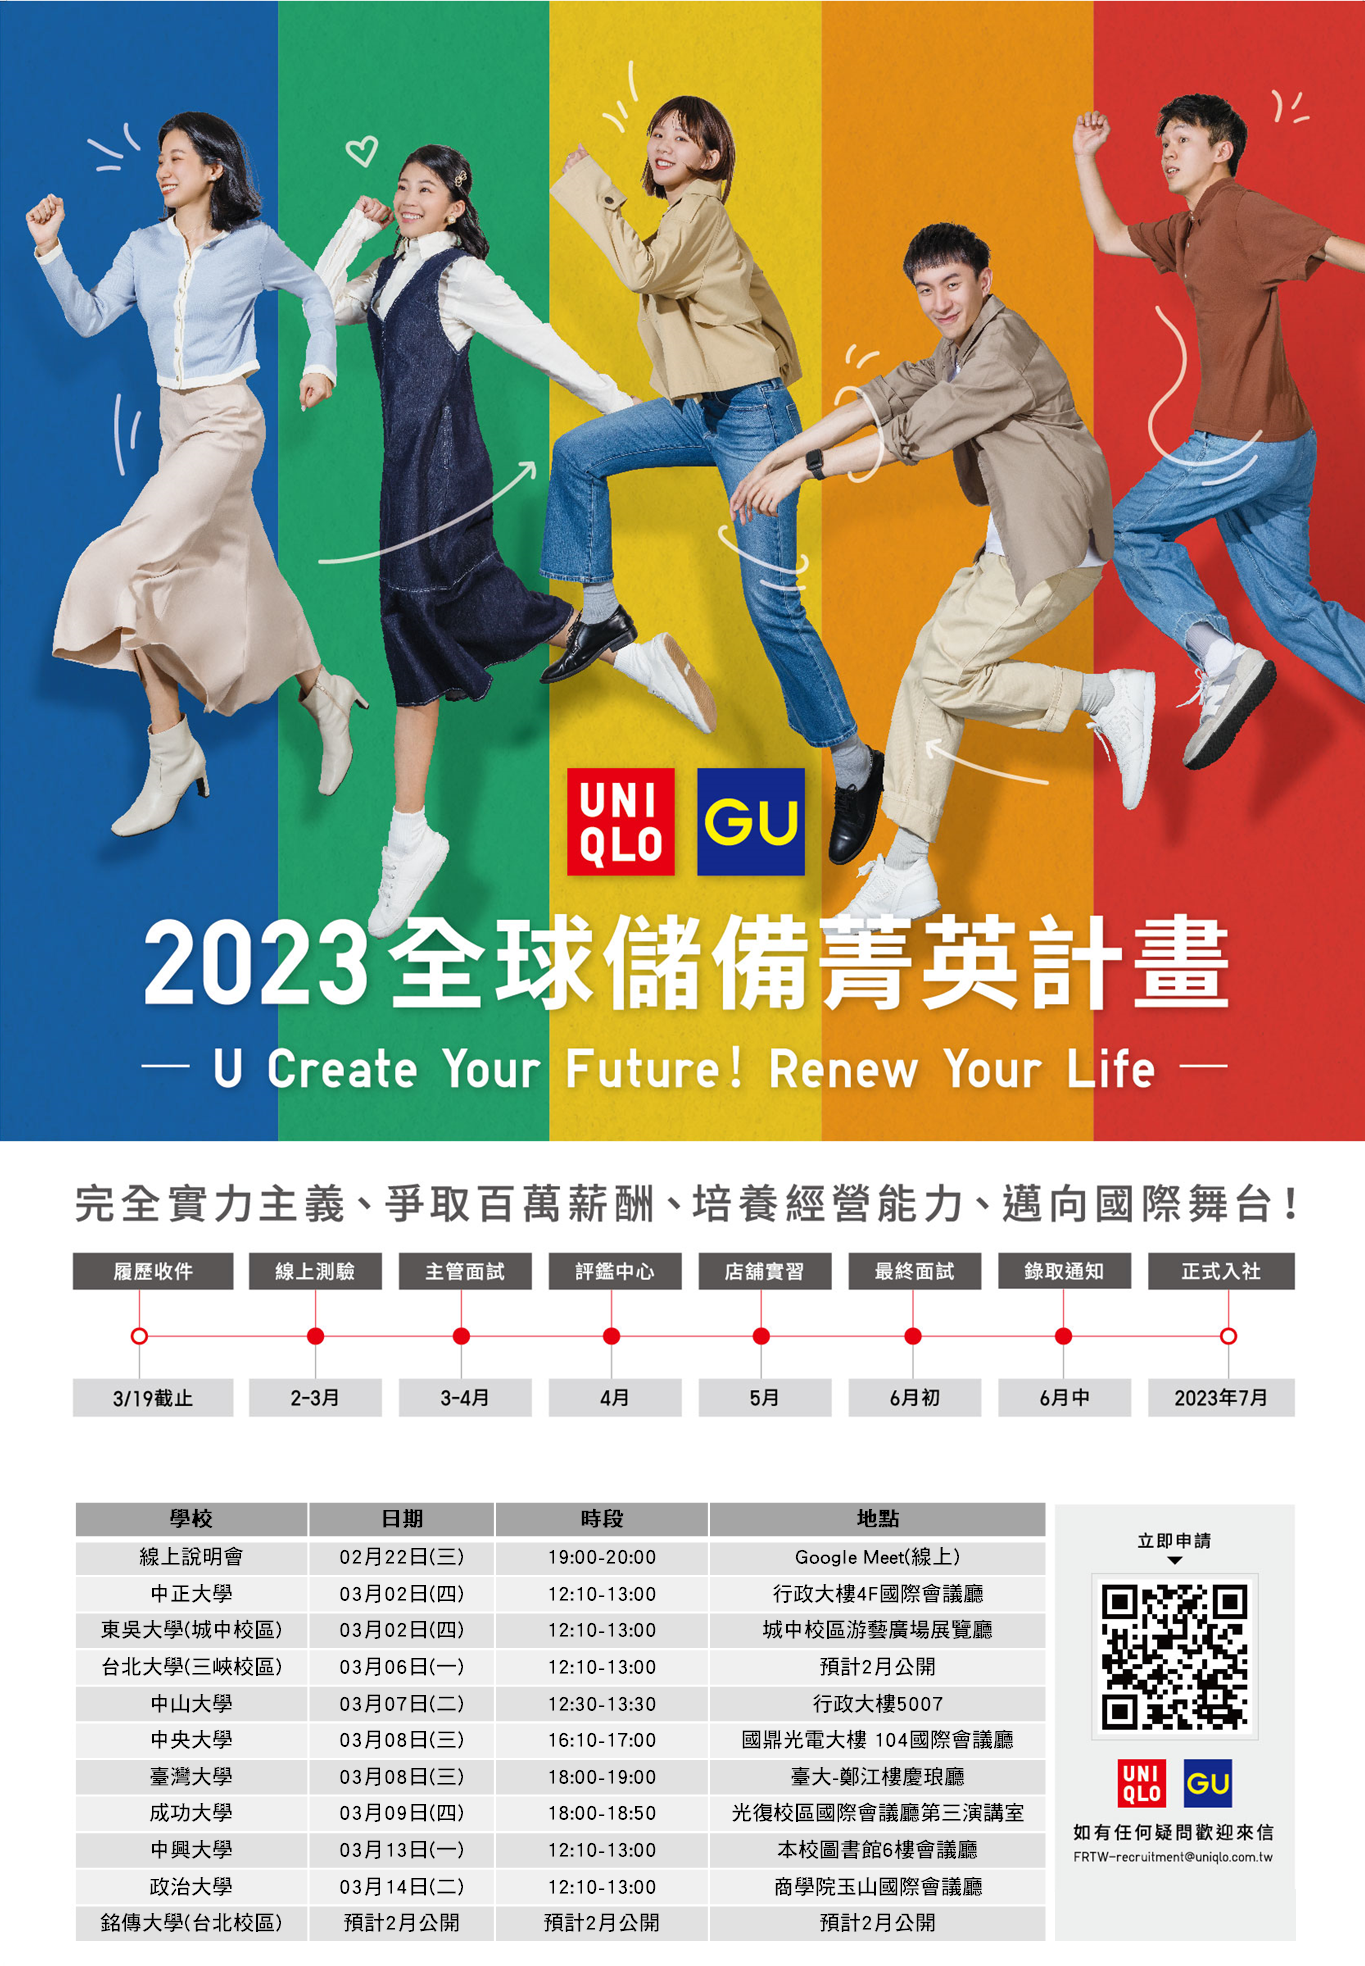 UNI
QLO
GU
2023全球儲備菁英計畫
— U Create Your Future! Renew Your Life —
完全實力主義、爭取百萬薪酬、培養經營能力、邁向國際舞台!
履歷收件 線上測驗 主管面試 評鑑中心 店舖實習 最終面試 錄取通知 正式入社
3/19截止 2-3月 3-4月 4月 5月 6月初 6月中 2023年7月
學校 日期 時段 地點
線上說明會 02月22日(三) 19:00-20:00 Google Meet(線上)
中正大學 03月02日(四) 12:10-13:00 行政大樓4F國際會議廳
東吳大學(城中校區) 03月02日(四) 12:10-13:00 城中校區游藝廣場展覽廳
台北大學(三峽校區) 03月06日(一) 12:10-13:00 預計2月公開
中山大學 03月07日(二) 12:30-13:30 行政大樓5007
中央大學 03月08日(三) 16:10-17:00 國鼎光電大樓 104國際會議廳
臺灣大學 03月08日(三) 18:00-19:00 臺大-鄭江樓慶琅廳
成功大學 03月09日(四) 18:00-18:50 光復校區國際會議廳第三演講室
中興大學 03月13日(一) 12:10-13:00 本校圖書館6樓會議廳
政治大學 03月14日(二) 12:10-13:00 商學院玉山國際會議廳
銘傳大學(台北校區) 預計2月公開 預計2月公開 預計2月公開
立即申請
UNI
QLO
GU
如有任何疑問歡迎來信
FRTW-recruitment@uniqlo.com.tw